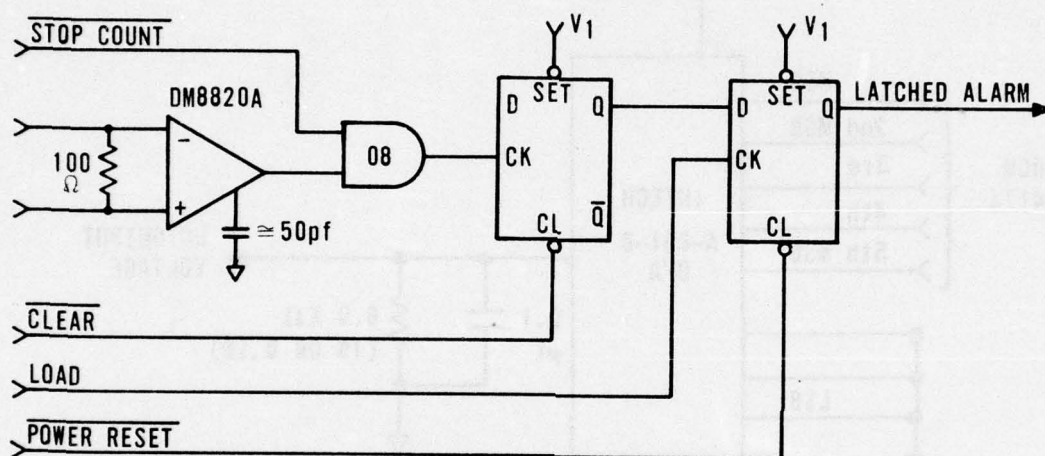 STOP COUNT
V1
V1
DM8820A
D SET Q
D SET Q
LATCHED ALARM
100
Ω
−
+
08
CK
CK
≅50pf
Q
CL
CL
CLEAR
LOAD
POWER RESET